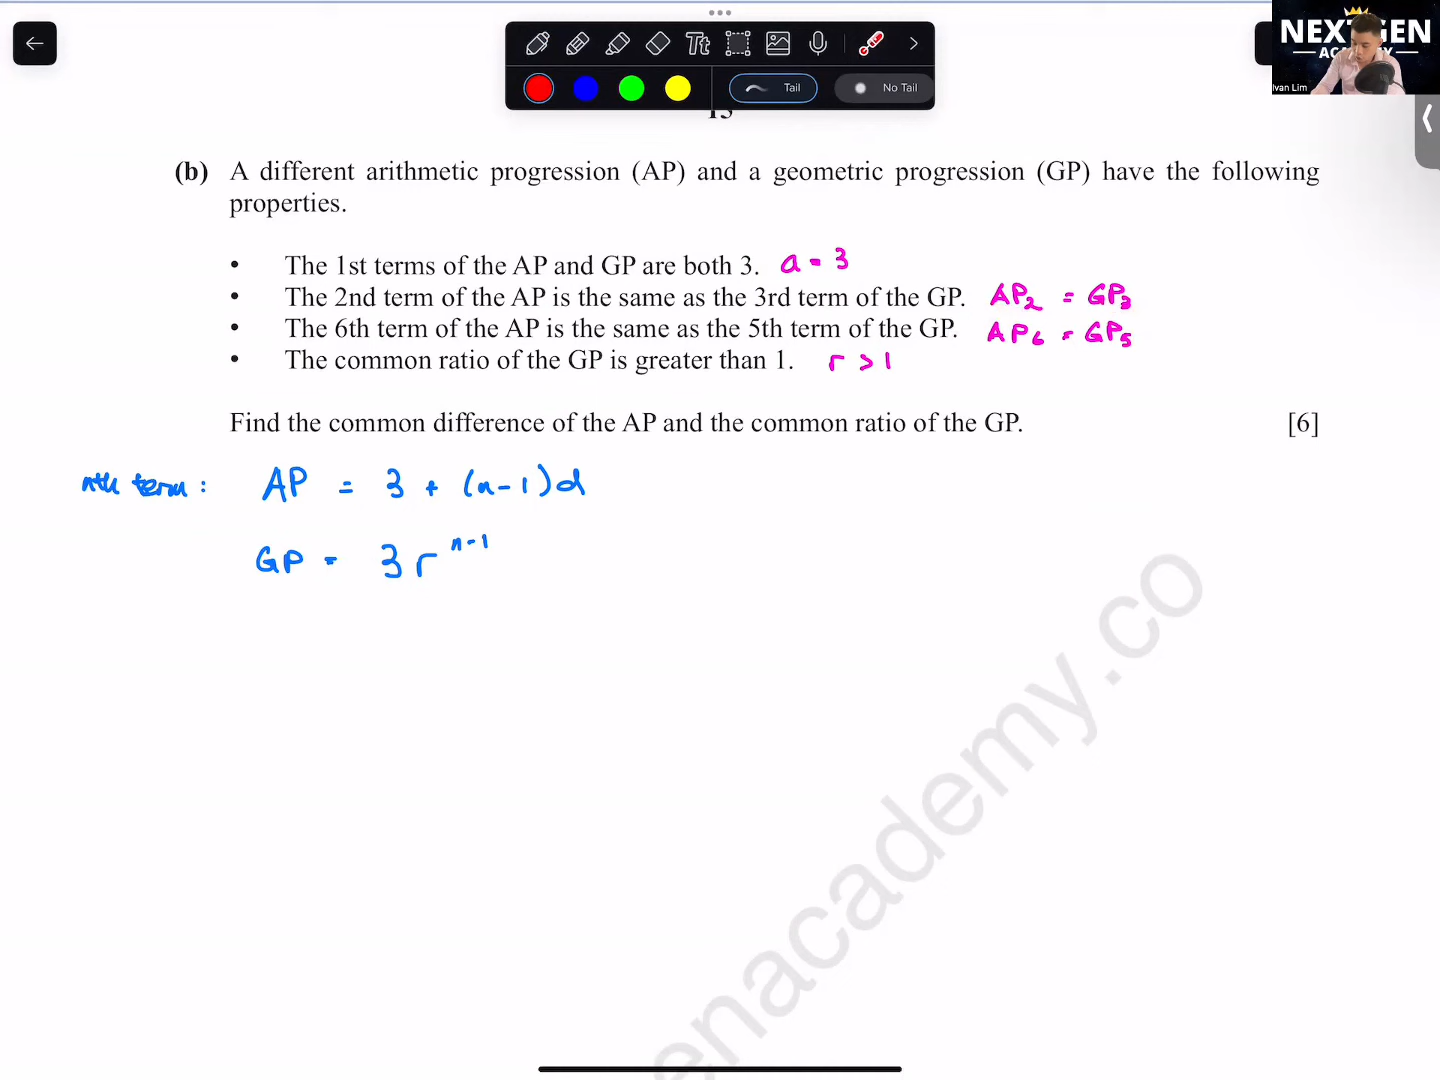 Tt
Tail
No Tail
NEXTGEN
ACADEMY
Ivan Lim
(b) A different arithmetic progression (AP) and a geometric progression (GP) have the following
properties.
• The 1st terms of the AP and GP are both 3. a = 3
• The 2nd term of the AP is the same as the 3rd term of the GP. AP₂ = GP₃
• The 6th term of the AP is the same as the 5th term of the GP. AP₆ = GP₅
• The common ratio of the GP is greater than 1. r > 1
Find the common difference of the AP and the common ratio of the GP. [6]
nth term: AP = 3 + (n-1)d
GP = 3r^{n-1}
enacademy.co